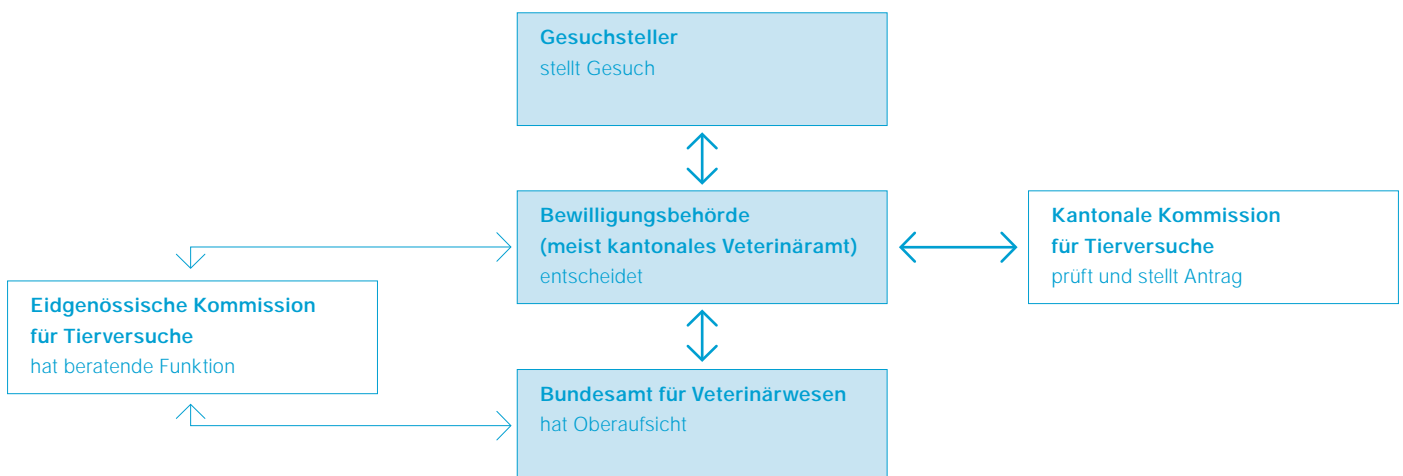 Gesuchsteller
stellt Gesuch
Bewilligungsbehörde
(meist kantonales Veterinäramt)
entscheidet
Kantonale Kommission
für Tierversuche
prüft und stellt Antrag
Eidgenössische Kommission
für Tierversuche
hat beratende Funktion
Bundesamt für Veterinärwesen
hat Oberaufsicht